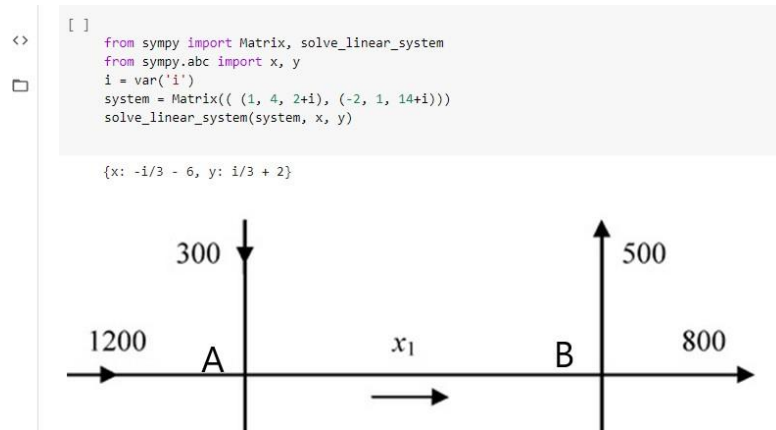 [ ]
<>
from sympy import Matrix, solve_linear_system
from sympy.abc import x, y
i = var('i')
system = Matrix(( (1, 4, 2+i), (-2, 1, 14+i)))
solve_linear_system(system, x, y)
{x: -i/3 - 6, y: i/3 + 2}
300
500
1200
A
x₁
B
800